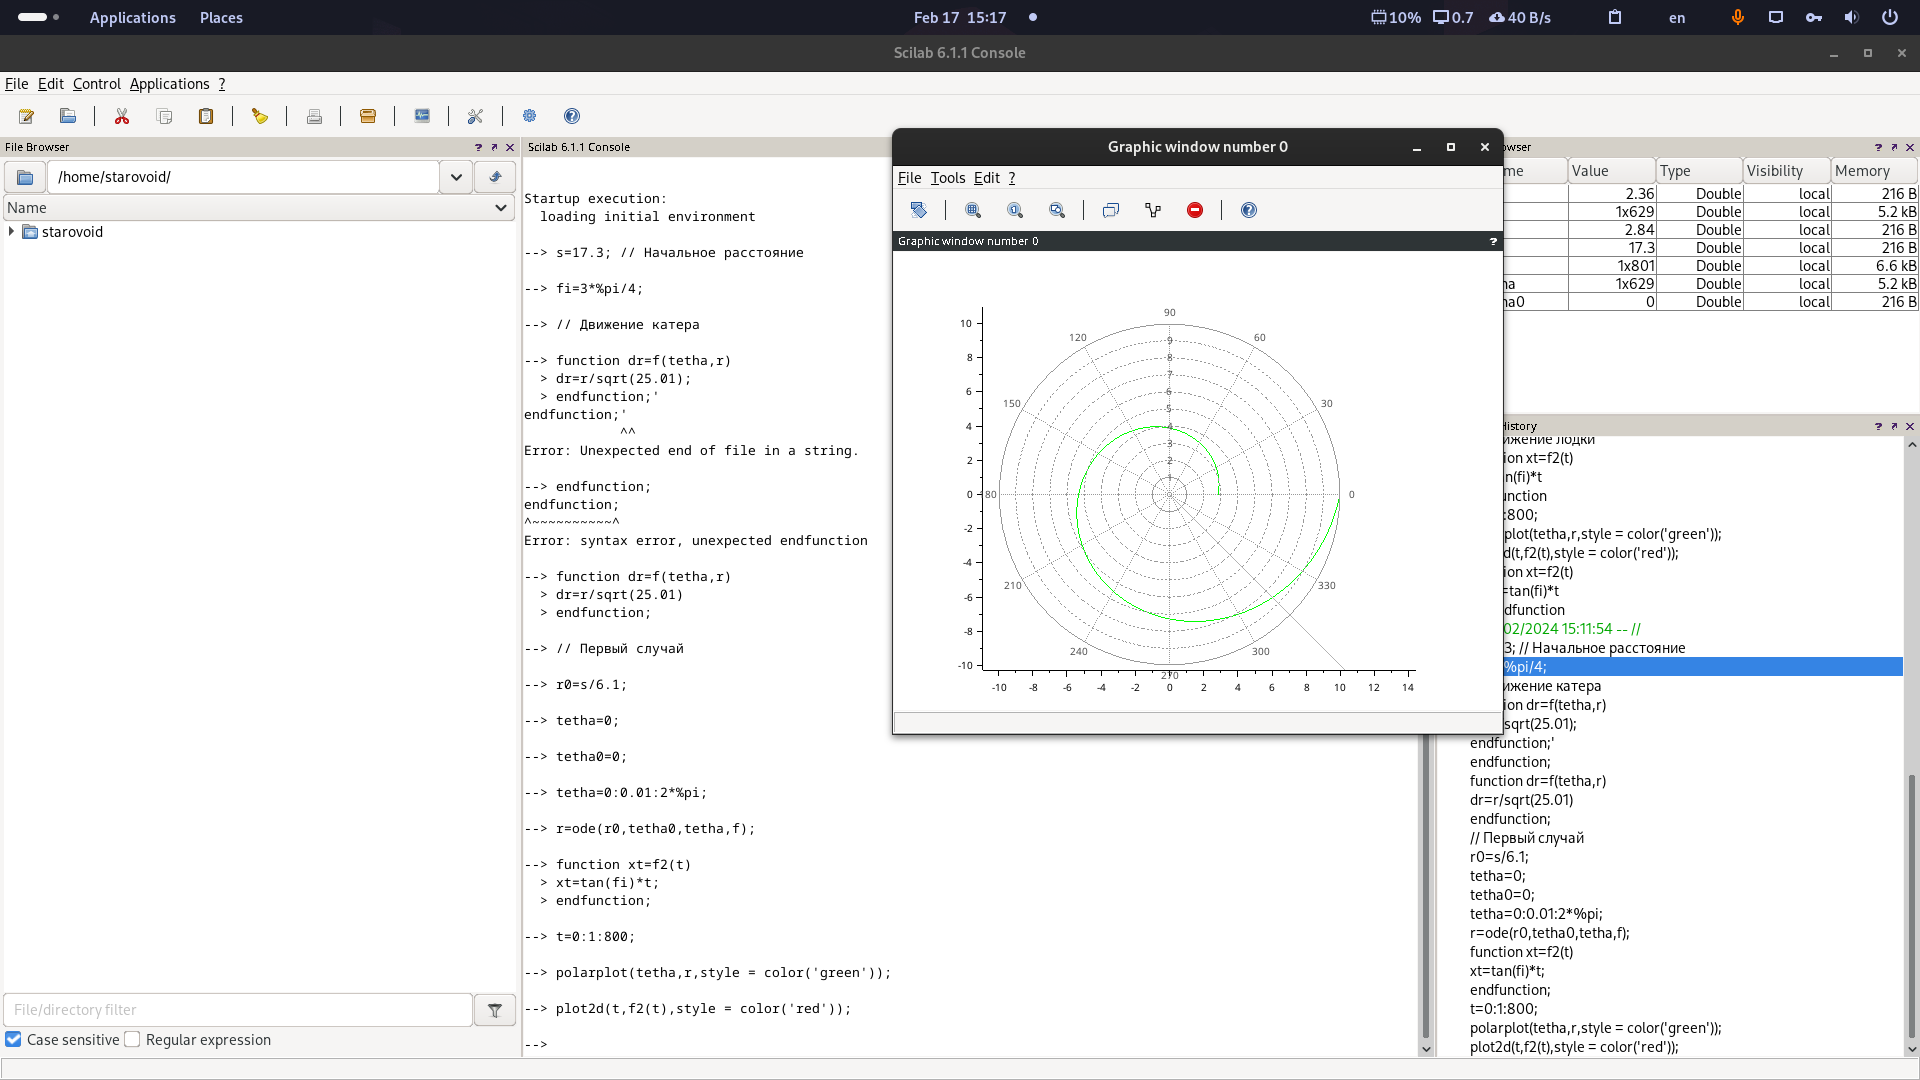 Applications Places Feb 17 15:17 10% 0.7 40 B/s en
Scilab 6.1.1 Console
File Edit Control Applications ?
File Browser ? Scilab 6.1.1 Console
/home/starovoid/
Name
starovoid
Startup execution:
loading initial environment
--> s=17.3; // Начальное расстояние
--> fi=3*%pi/4;
--> // Движение катера
--> function dr=f(tetha,r)
> dr=r/sqrt(25.01);
> endfunction;'
endfunction;'
^^
Error: Unexpected end of file in a string.
--> endfunction;
endfunction;
^~~~~~~~~~~^
Error: syntax error, unexpected endfunction
--> function dr=f(tetha,r)
> dr=r/sqrt(25.01)
> endfunction;
--> // Первый случай
--> r0=s/6.1;
--> tetha=0;
--> tetha0=0;
--> tetha=0:0.01:2*%pi;
--> r=ode(r0,tetha0,tetha,f);
--> function xt=f2(t)
> xt=tan(fi)*t;
> endfunction;
--> t=0:1:800;
--> polarplot(tetha,r,style = color('green'));
--> plot2d(t,f2(t),style = color('red'));
-->
File/directory filter
Case sensitive Regular expression
Graphic window number 0
File Tools Edit ?
Graphic window number 0 ?
90
10 120 60
9
8 8
7
6 6
150 30
5
4 4
3
2 2
1
0 80 0
-2
-4
210 330
-6
-8
240 300
-10 270
-10 -8 -6 -4 -2 0 2 4 6 8 10 12 14
owser ?
me Value Type Visibility Memory
2.36 Double local 216 B
1x629 Double local 5.2 kB
2.84 Double local 216 B
17.3 Double local 216 B
1x801 Double local 6.6 kB
na 1x629 Double local 5.2 kB
na0 0 Double local 216 B
History ?
ижение лодки
ion xt=f2(t)
n(fi)*t
unction
:800;
plot(tetha,r,style = color('green'));
d(t,f2(t),style = color('red'));
ion xt=f2(t)
=tan(fi)*t
ndfunction
02/2024 15:11:54 -- //
3; // Начальное расстояние
%pi/4;
ижение катера
ion dr=f(tetha,r)
sqrt(25.01);
endfunction;'
endfunction;
function dr=f(tetha,r)
dr=r/sqrt(25.01)
endfunction;
// Первый случай
r0=s/6.1;
tetha=0;
tetha0=0;
tetha=0:0.01:2*%pi;
r=ode(r0,tetha0,tetha,f);
function xt=f2(t)
xt=tan(fi)*t;
endfunction;
t=0:1:800;
polarplot(tetha,r,style = color('green'));
plot2d(t,f2(t),style = color('red'));